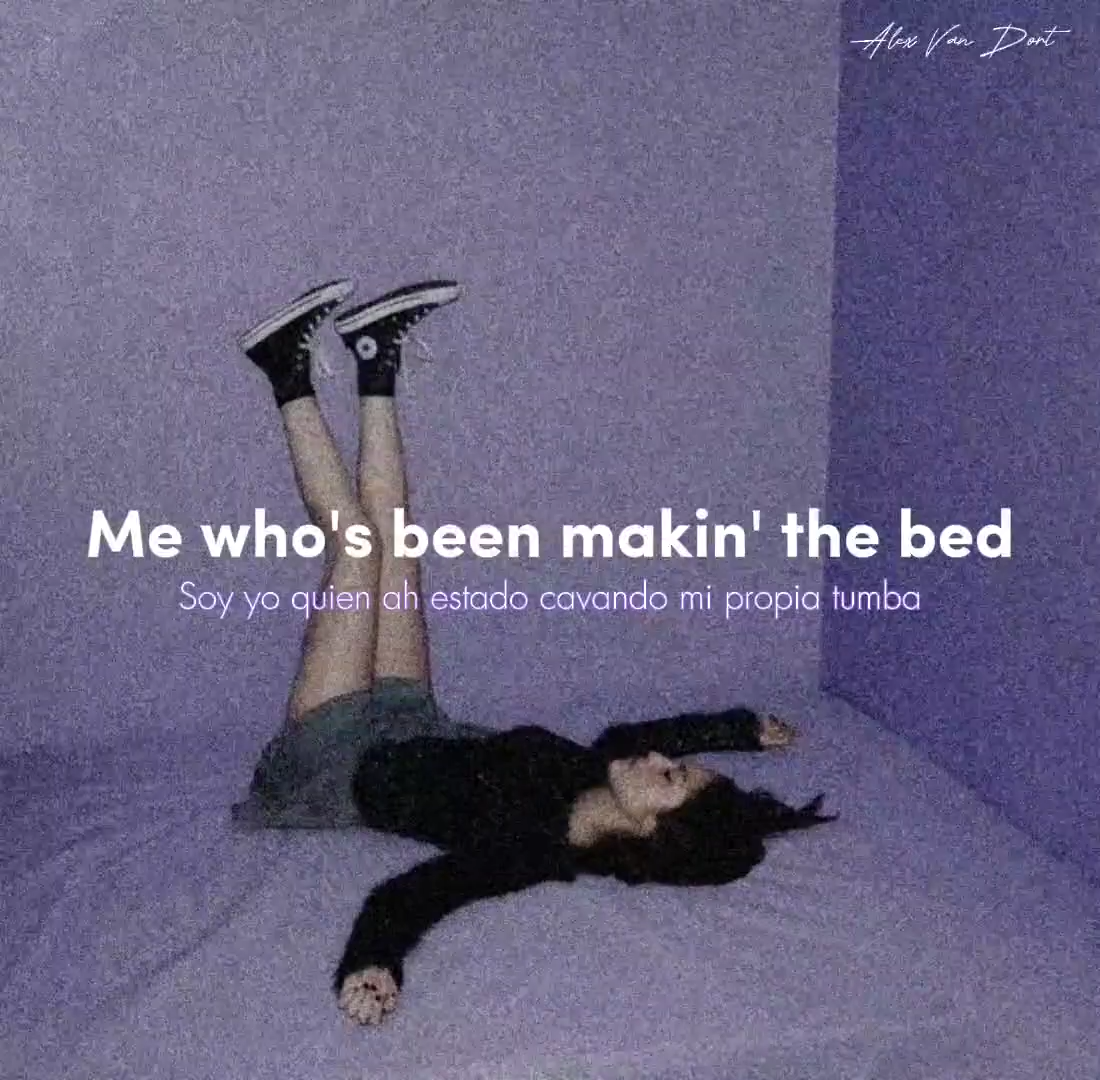 Alex Van Dort
Me who's been makin' the bed
Soy yo quien ah estado cavando mi propia tumba